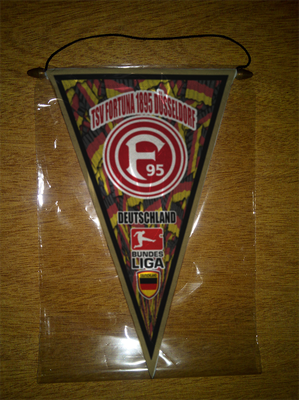 TSV FORTUNA 1895 DÜSSELDORF
F 95
DEUTSCHLAND
BUNDES
LIGA